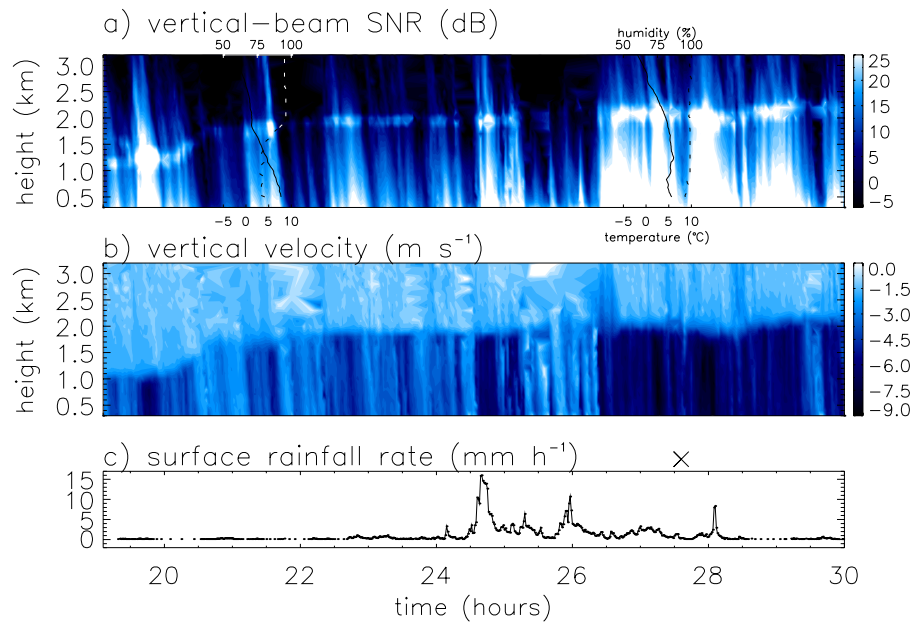 a) vertical−beam SNR (dB)
humidity (%)
50 75 100
50 75 100
3.0
2.5
2.0
1.5
1.0
0.5
height (km)
25
20
15
10
5
0
−5
−5 0 5 10
−5 0 5 10
temperature (°C)
b) vertical velocity (m s⁻¹)
3.0
2.5
2.0
1.5
1.0
0.5
height (km)
0.0
−1.5
−3.0
−4.5
−6.0
−7.5
−9.0
c) surface rainfall rate (mm h⁻¹)
15
10
5
0
20 22 24 26 28 30
time (hours)